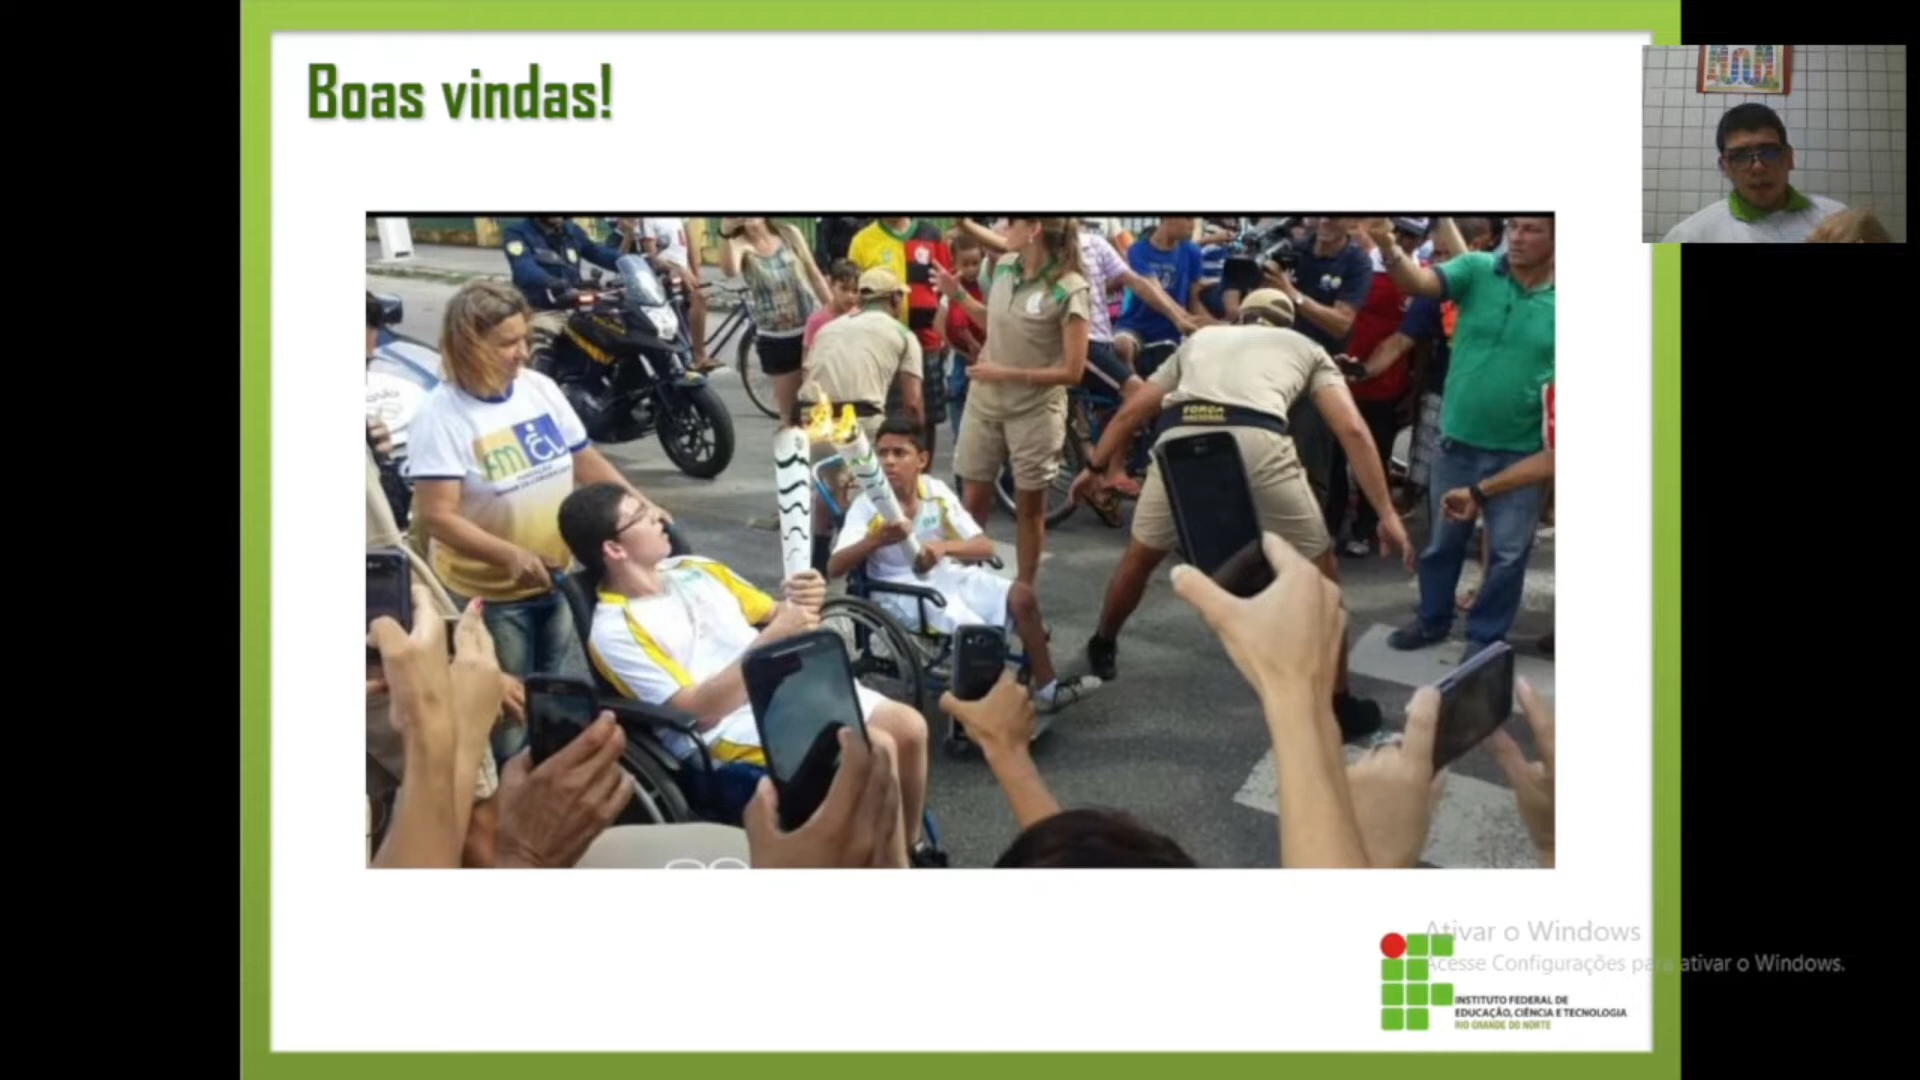 Boas vindas!
FORÇA
NACIONAL
Ativar o Windows
Acesse Configurações para ativar o Windows.
INSTITUTO FEDERAL DE
EDUCAÇÃO, CIÊNCIA E TECNOLOGIA
RIO GRANDE DO NORTE